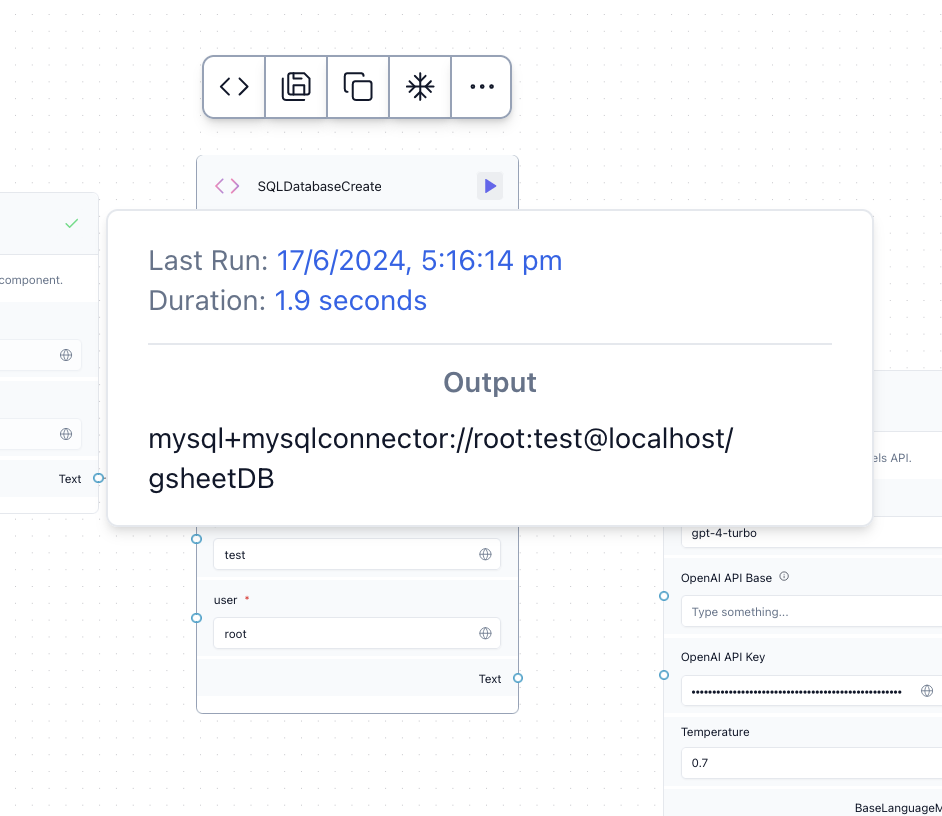 SQLDatabaseCreate
Last Run: 17/6/2024, 5:16:14 pm
Duration: 1.9 seconds
Output
mysql+mysqlconnector://root:test@localhost/
gsheetDB
component.
Text
test
user *
root
Text
els API.
gpt-4-turbo
OpenAI API Base
Type something...
OpenAI API Key
••••••••••••••••••••••••••••••••••••••••••••••••••••
Temperature
0.7
BaseLanguageM